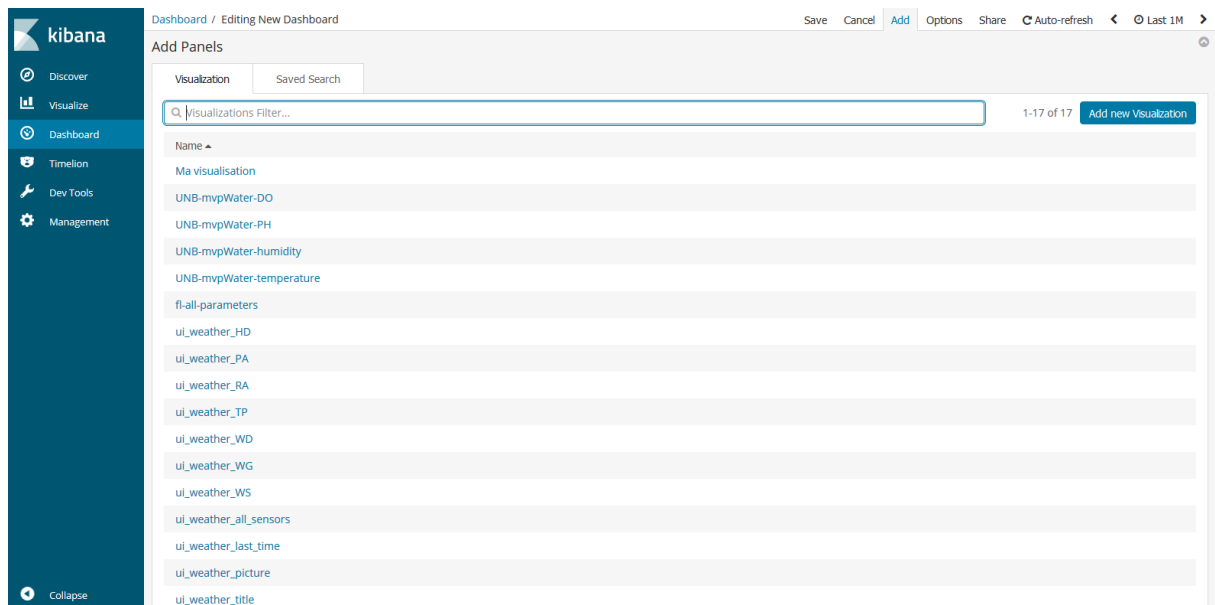 kibana
Discover
Visualize
Dashboard
Timelion
Dev Tools
Management
Collapse
Dashboard / Editing New Dashboard
Save Cancel Add Options Share Auto-refresh Last 1M
Add Panels
Visualization Saved Search
Visualizations Filter...
1-17 of 17 Add new Visualization
Name
Ma visualisation
UNB-mvpWater-DO
UNB-mvpWater-PH
UNB-mvpWater-humidity
UNB-mvpWater-temperature
fl-all-parameters
ui_weather_HD
ui_weather_PA
ui_weather_RA
ui_weather_TP
ui_weather_WD
ui_weather_WG
ui_weather_WS
ui_weather_all_sensors
ui_weather_last_time
ui_weather_picture
ui_weather_title